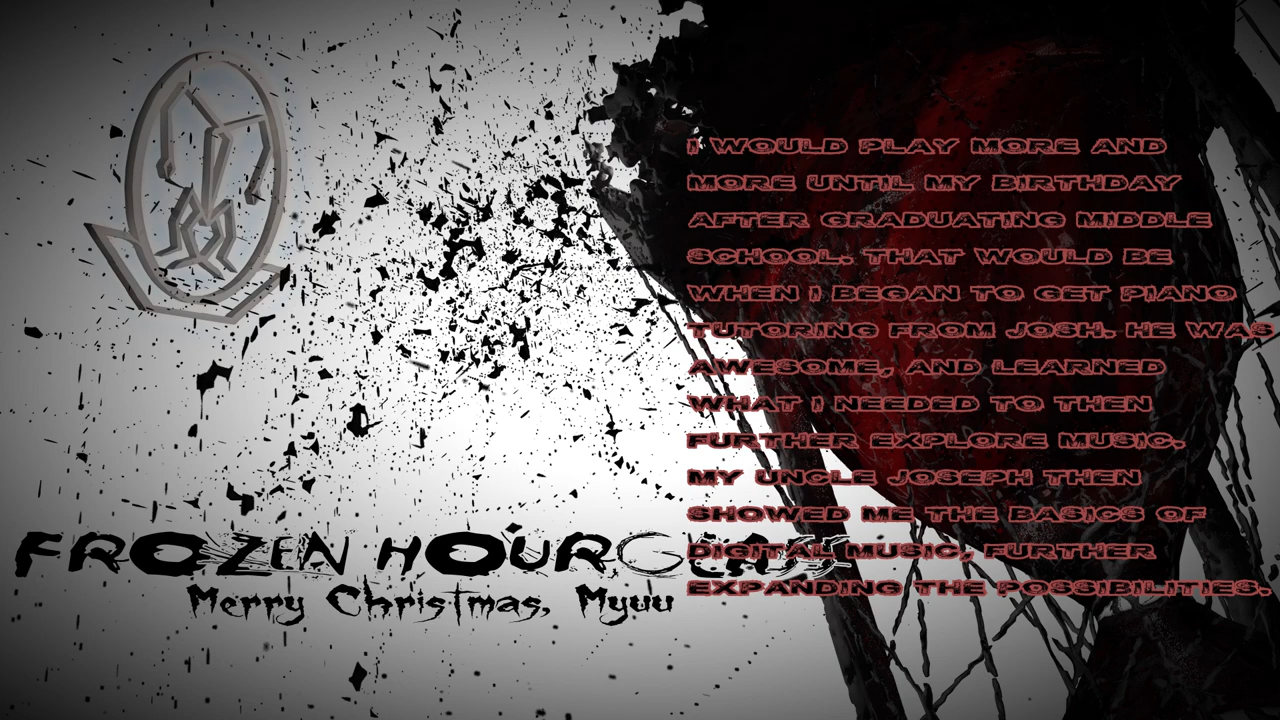 I WOULD PLAY MORE AND
MORE UNTIL MY BIRTHDAY
AFTER GRADUATING MIDDLE
SCHOOL. THAT WOULD BE
WHEN I BEGAN TO GET PIANO
TUTORING FROM JOSH. HE WAS
AWESOME, AND LEARNED
WHAT I NEEDED TO THEN
FURTHER EXPLORE MUSIC.
MY UNCLE JOSEPH THEN
SHOWED ME THE BASICS OF
DIGITAL MUSIC, FURTHER
EXPANDING THE POSSIBILITIES.
FROZEN HOURGLASS
Merry Christmas, Myuu